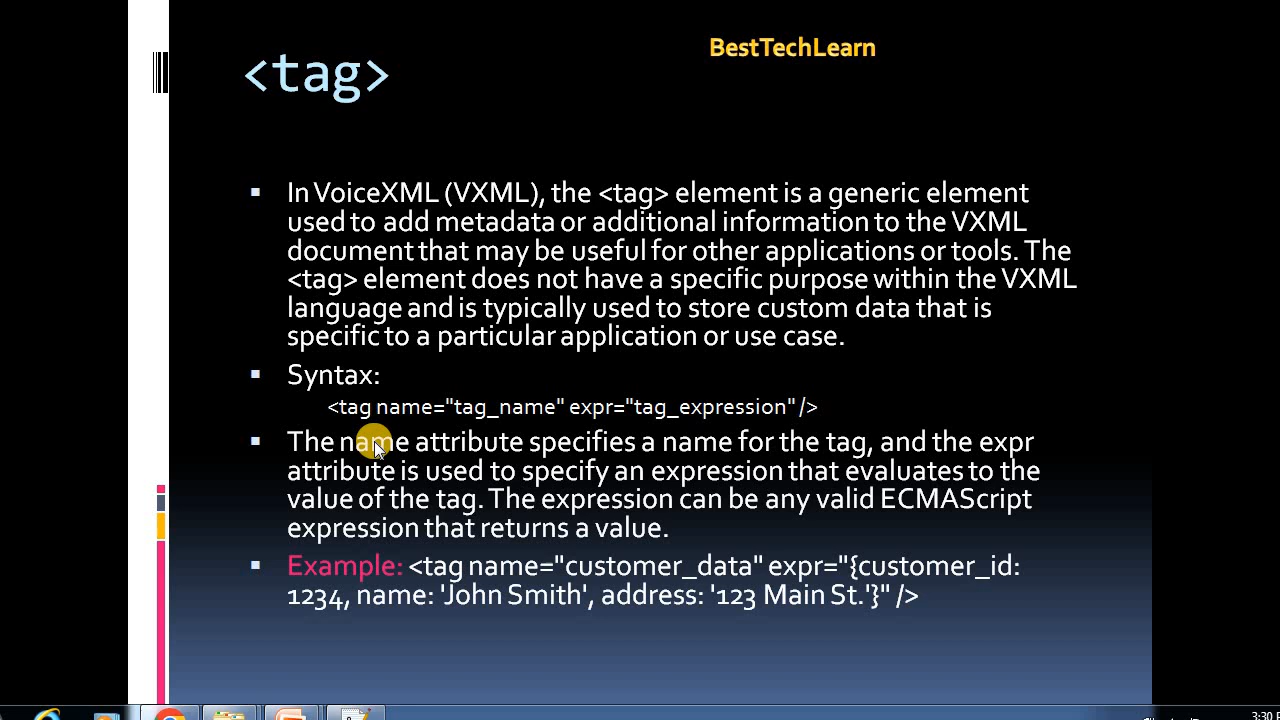 BestTechLearn
<tag>
In VoiceXML (VXML), the <tag> element is a generic element
used to add metadata or additional information to the VXML
document that may be useful for other applications or tools. The
<tag> element does not have a specific purpose within the VXML
language and is typically used to store custom data that is
specific to a particular application or use case.
Syntax:
<tag name="tag_name" expr="tag_expression" />
The name attribute specifies a name for the tag, and the expr
attribute is used to specify an expression that evaluates to the
value of the tag. The expression can be any valid ECMAScript
expression that returns a value.
Example: <tag name="customer_data" expr="{customer_id:
1234, name: 'John Smith', address: '123 Main St.'}" />
3:30